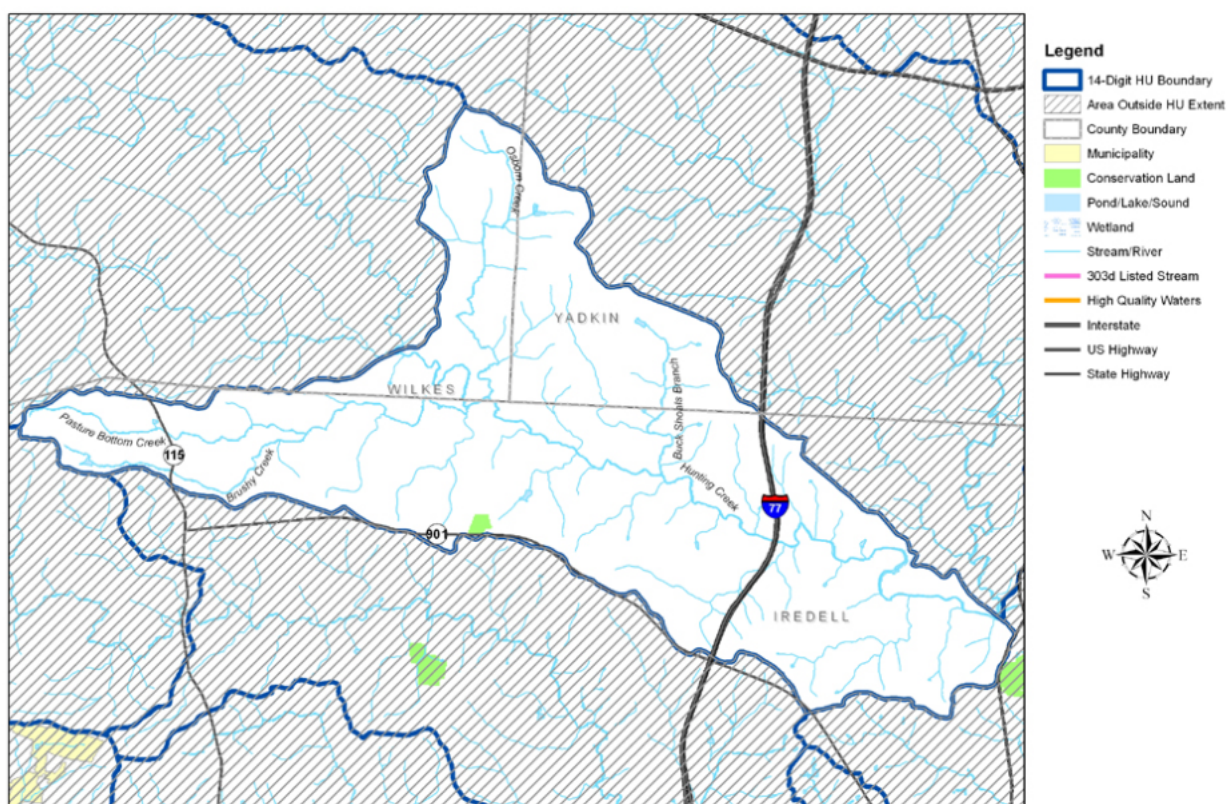 Osborn Creek
YADKIN
WILKES
Buck Shoals Branch
Pasture Bottom Creek
115
Brushy Creek
Hunting Creek
77
901
IREDELL
Legend
14-Digit HU Boundary
Area Outside HU Extent
County Boundary
Municipality
Conservation Land
Pond/Lake/Sound
Wetland
Stream/River
303d Listed Stream
High Quality Waters
Interstate
US Highway
State Highway
N
W E
S